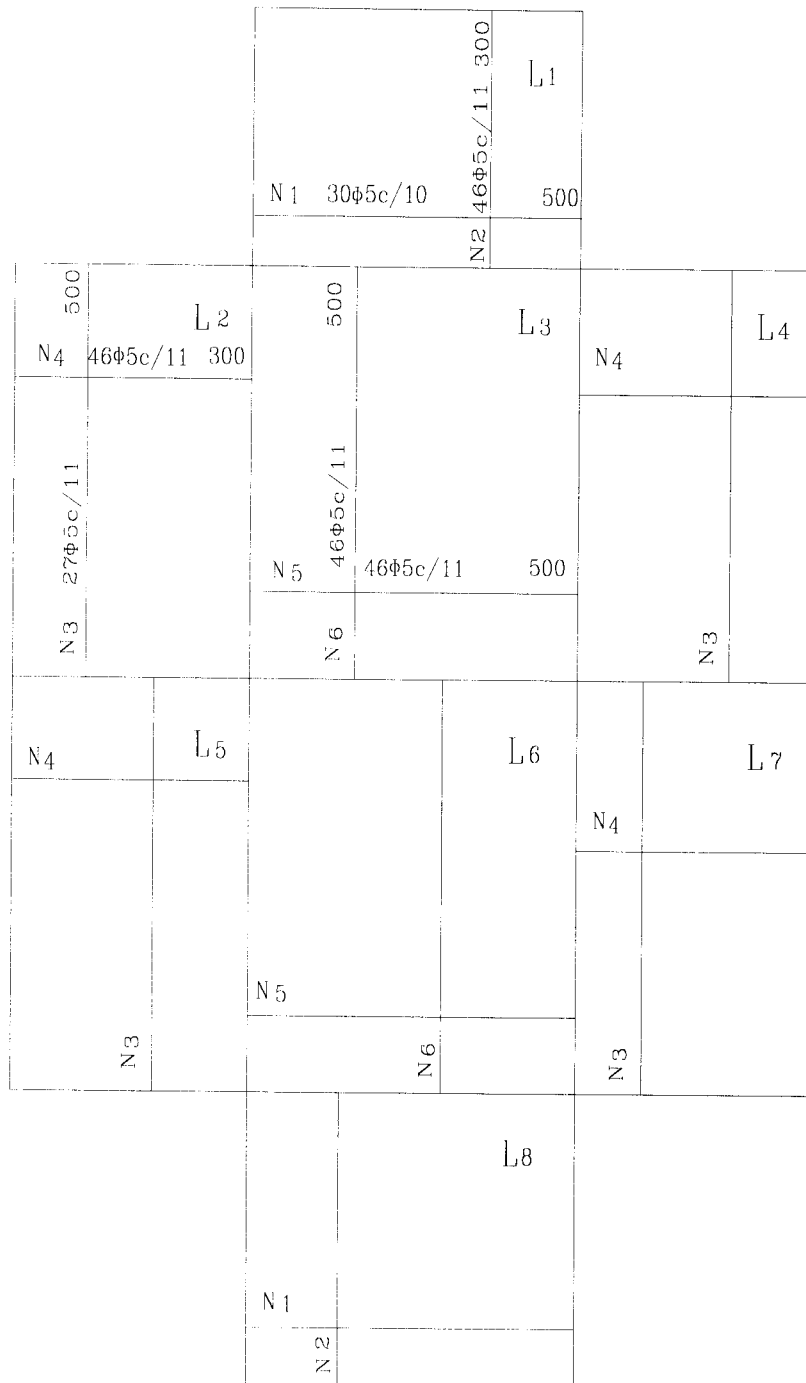 L1
N2 46φ5c/11 300
N1 30φ5c/10 500
L2
L3
L4
N4 46φ5c/11 300
N4
N3 27φ5c/11 500
N6 46φ5c/11 500
N5 46φ5c/11 500
N3
L5
L6
L7
N4
N4
N5
N3
N6
N3
L8
N1
N2